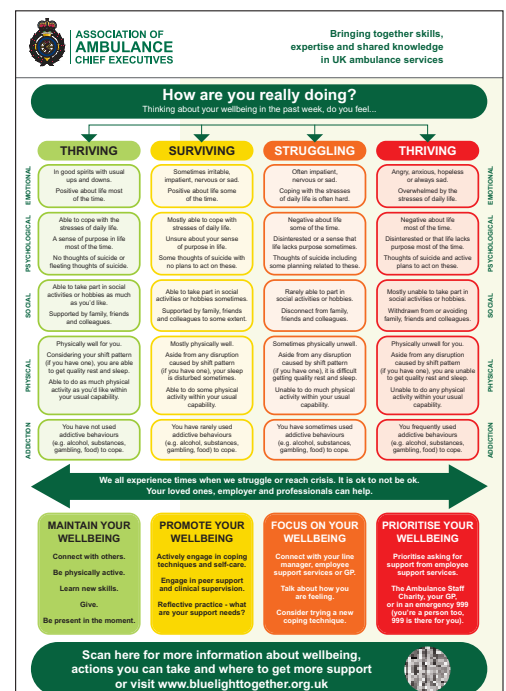 ASSOCIATION OF
AMBULANCE
CHIEF EXECUTIVES
Bringing together skills,
expertise and shared knowledge
in UK ambulance services
How are you really doing?
Thinking about your wellbeing in the past week, do you feel...
THRIVING
SURVIVING
STRUGGLING
THRIVING
EMOTIONAL
In good spirits with usual
ups and downs.
Positive about life most
of the time.
Sometimes irritable,
impatient, nervous or sad.
Positive about life some
of the time.
Often impatient,
nervous or sad.
Coping with the stresses
of daily life is often hard.
Angry, anxious, hopeless
or always sad.
Overwhelmed by the
stresses of daily life.
EMOTIONAL
PSYCHOLOGICAL
Able to cope with the
stresses of daily life.
A sense of purpose in life
most of the time.
No thoughts of suicide or
fleeting thoughts of suicide.
Mostly able to cope with
stresses of daily life.
Unsure about your sense
of purpose in life.
Some thoughts of suicide with
no plans to act on these.
Negative about life
some of the time.
Disinterested or a sense that
life lacks purpose sometimes.
Thoughts of suicide including
some planning related to these.
Negative about life
most of the time.
Disinterested or that life lacks
purpose most of the time.
Thoughts of suicide and active
plans to act on these.
PSYCHOLOGICAL
SOCIAL
Able to take part in social
activities or hobbies as much
as you'd like.
Supported by family, friends
and colleagues.
Able to take part in social
activities or hobbies sometimes.
Supported by family, friends
and colleagues to some extent.
Rarely able to part in
social activities or hobbies.
Disconnect from family,
friends and colleagues.
Mostly unable to take part in
social activities or hobbies.
Withdrawn from or avoiding
family, friends and colleagues.
SOCIAL
PHYSICAL
Physically well for you.
Considering your shift pattern
(if you have one), you are able
to get quality rest and sleep.
Able to do as much physical
activity as you'd like within
your usual capability.
Mostly physically well.
Aside from any disruption
caused by shift pattern
(if you have one), your sleep
is disturbed sometimes.
Able to do some physical
activity within your usual
capability.
Sometimes physically unwell.
Aside from any disruption
caused by shift pattern
(if you have one), it is difficult
getting quality rest and sleep.
Unable to do much physical
activity within your usual
capability.
Physically unwell for you.
Aside from any disruption
caused by shift pattern
(if you have one), you are unable
to get quality rest and sleep.
Unable to do any physical
activity within your usual
capability.
PHYSICAL
ADDICTION
You have not used
addictive behaviours
(e.g. alcohol, substances,
gambling, food) to cope.
You have rarely used
addictive behaviours
(e.g. alcohol, substances,
gambling, food) to cope.
You have sometimes used
addictive behaviours
(e.g. alcohol, substances,
gambling, food) to cope.
You frequently used
addictive behaviours
(e.g. alcohol, substances,
gambling, food) to cope.
ADDICTION
We all experience times when we struggle or reach crisis. It is ok to not be ok.
Your loved ones, employer and professionals can help.
MAINTAIN YOUR
WELLBEING
Connect with others.
Be physically active.
Learn new skills.
Give.
Be present in the moment.
PROMOTE YOUR
WELLBEING
Actively engage in coping
techniques and self-care.
Engage in peer support
and clinical supervision.
Reflective practice - what
are your support needs?
FOCUS ON YOUR
WELLBEING
Connect with your line
manager, employee
support services or GP.
Talk about how you
are feeling.
Consider trying a new
coping technique.
PRIORITISE YOUR
WELLBEING
Prioritise asking for
support from employee
support services.
The Ambulance Staff
Charity, your GP,
or in an emergency 999
(you're a person too,
999 is there for you).
Scan here for more information about wellbeing,
actions you can take and where to get more support
or visit www.bluelighttogether.org.uk